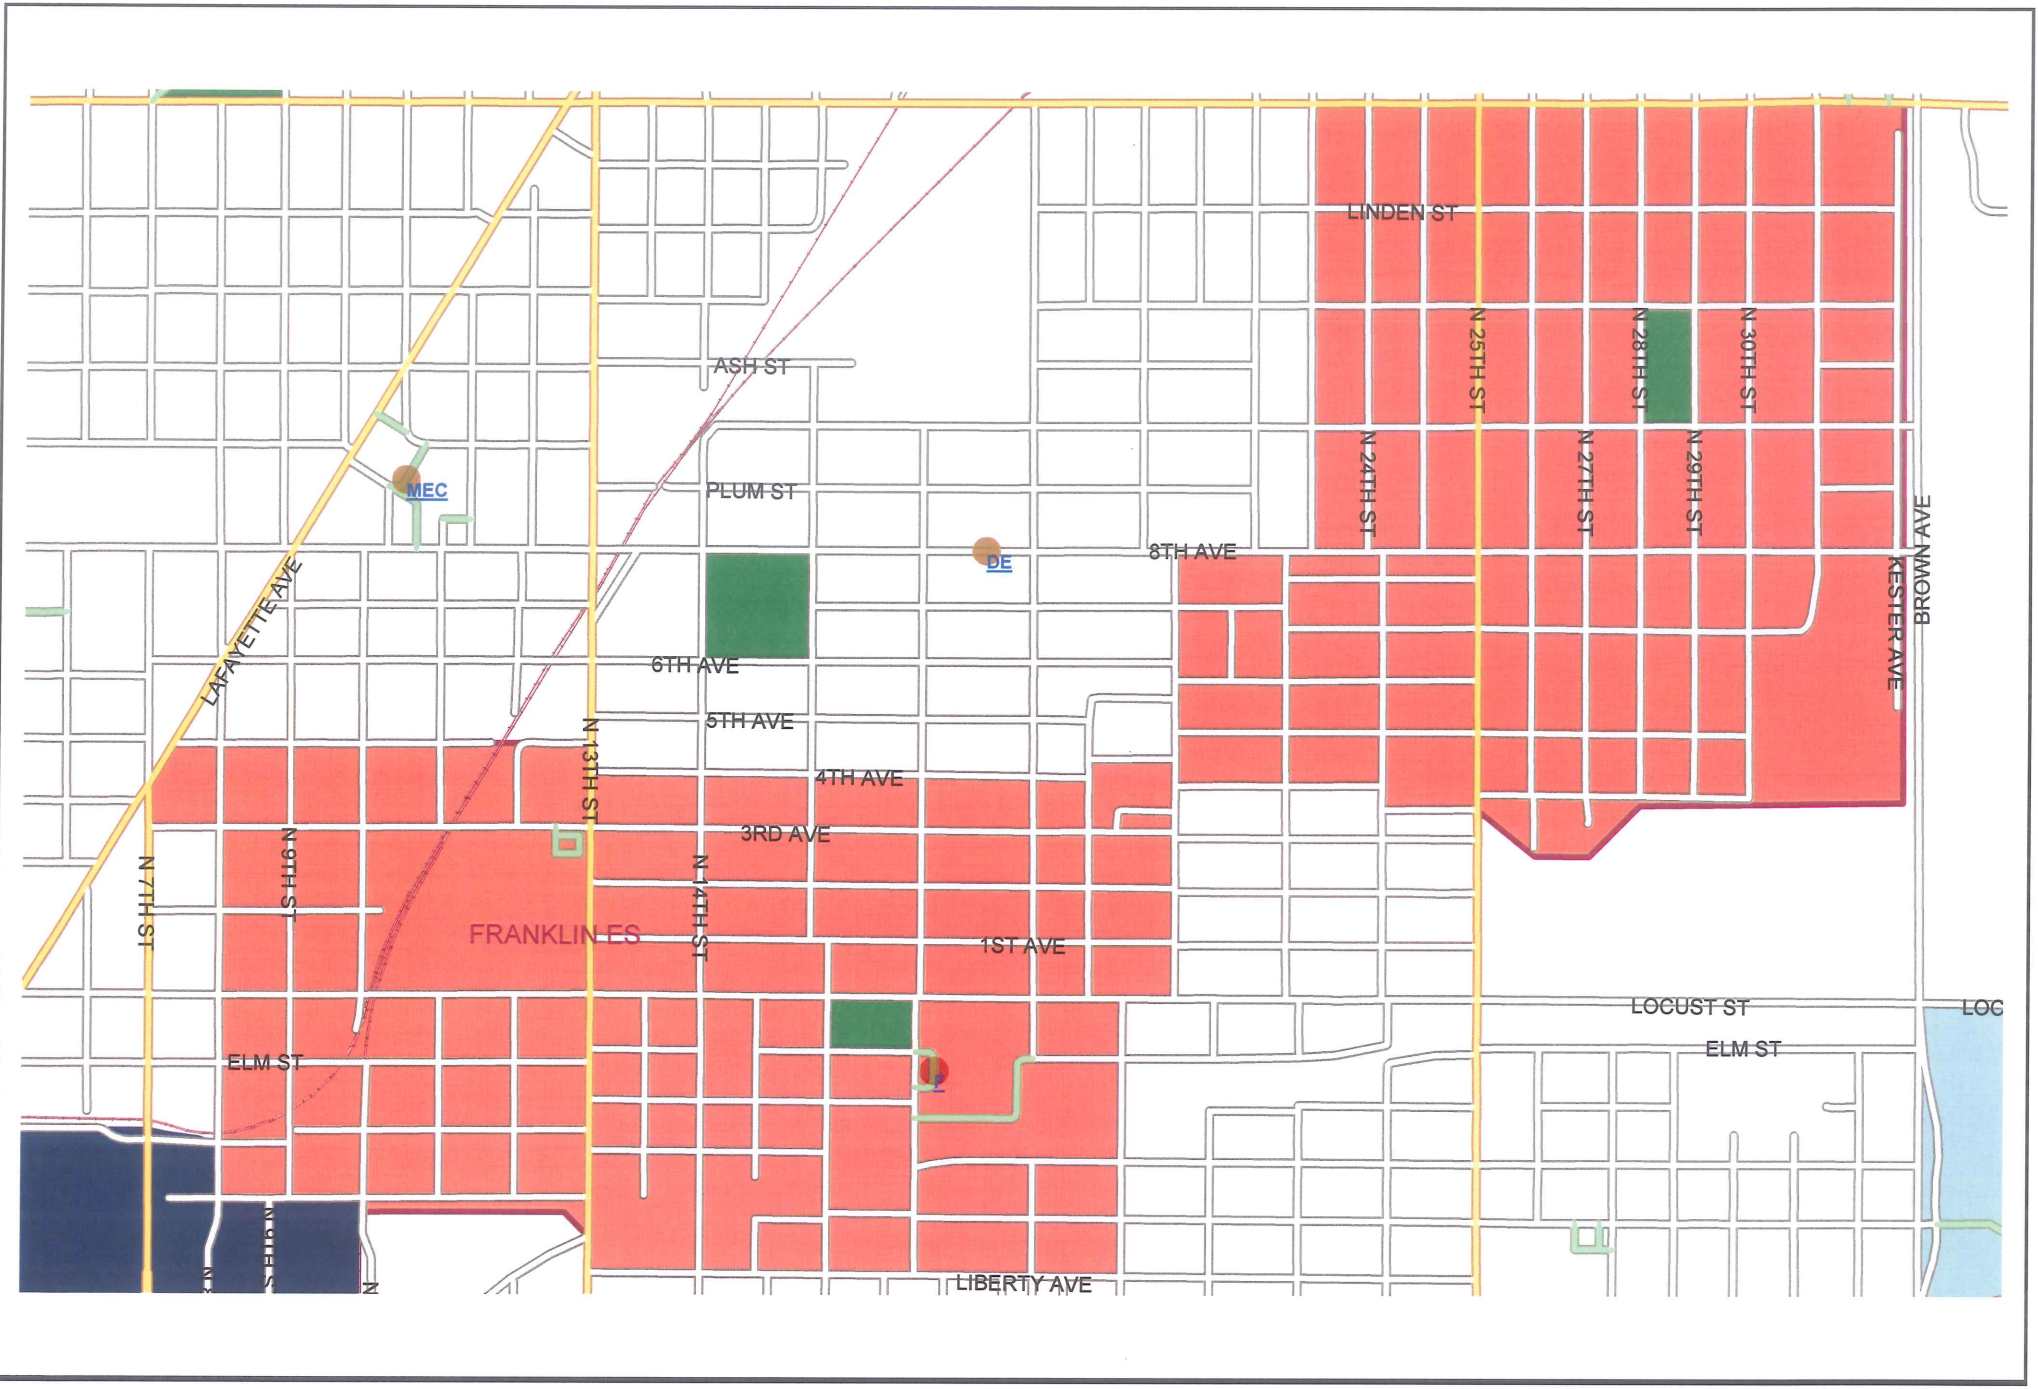 LINDEN ST
N 25TH ST
N 28TH ST
N 30TH ST
ASH ST
N 24TH ST
N 27TH ST
N 29TH ST
MEC
PLUM ST
BROWN AVE
8TH AVE
DE
KESTER AVE
LAFAYETTE AVE
6TH AVE
5TH AVE
N 13TH ST
4TH AVE
3RD AVE
N 9TH ST
N 7TH ST
N 14TH ST
FRANKLIN ES
1ST AVE
LOCUST ST
LOC
ELM ST
ELM ST
F
LIBERTY AVE
N